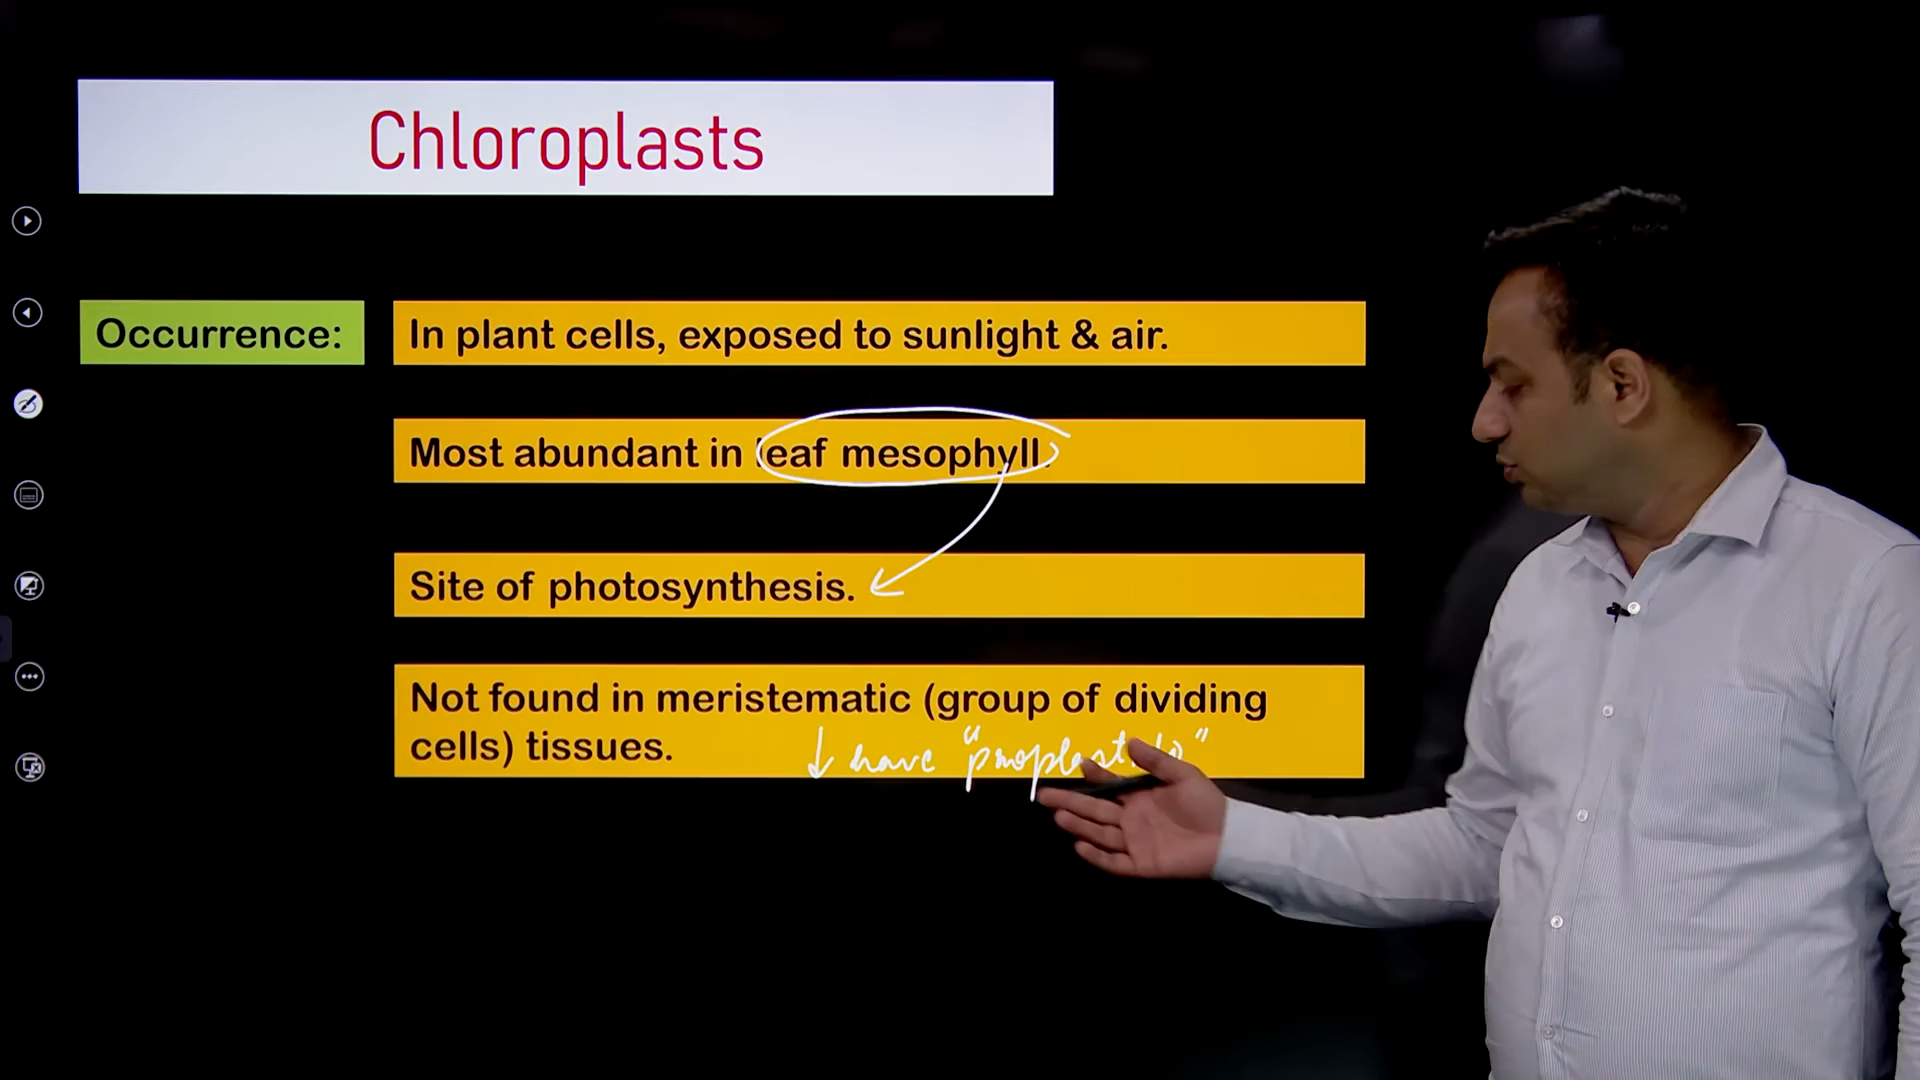 Chloroplasts
Occurrence:
In plant cells, exposed to sunlight & air.
Most abundant in leaf mesophyll.
Site of photosynthesis.
Not found in meristematic (group of dividing
cells) tissues.
↓ have "proplastids"